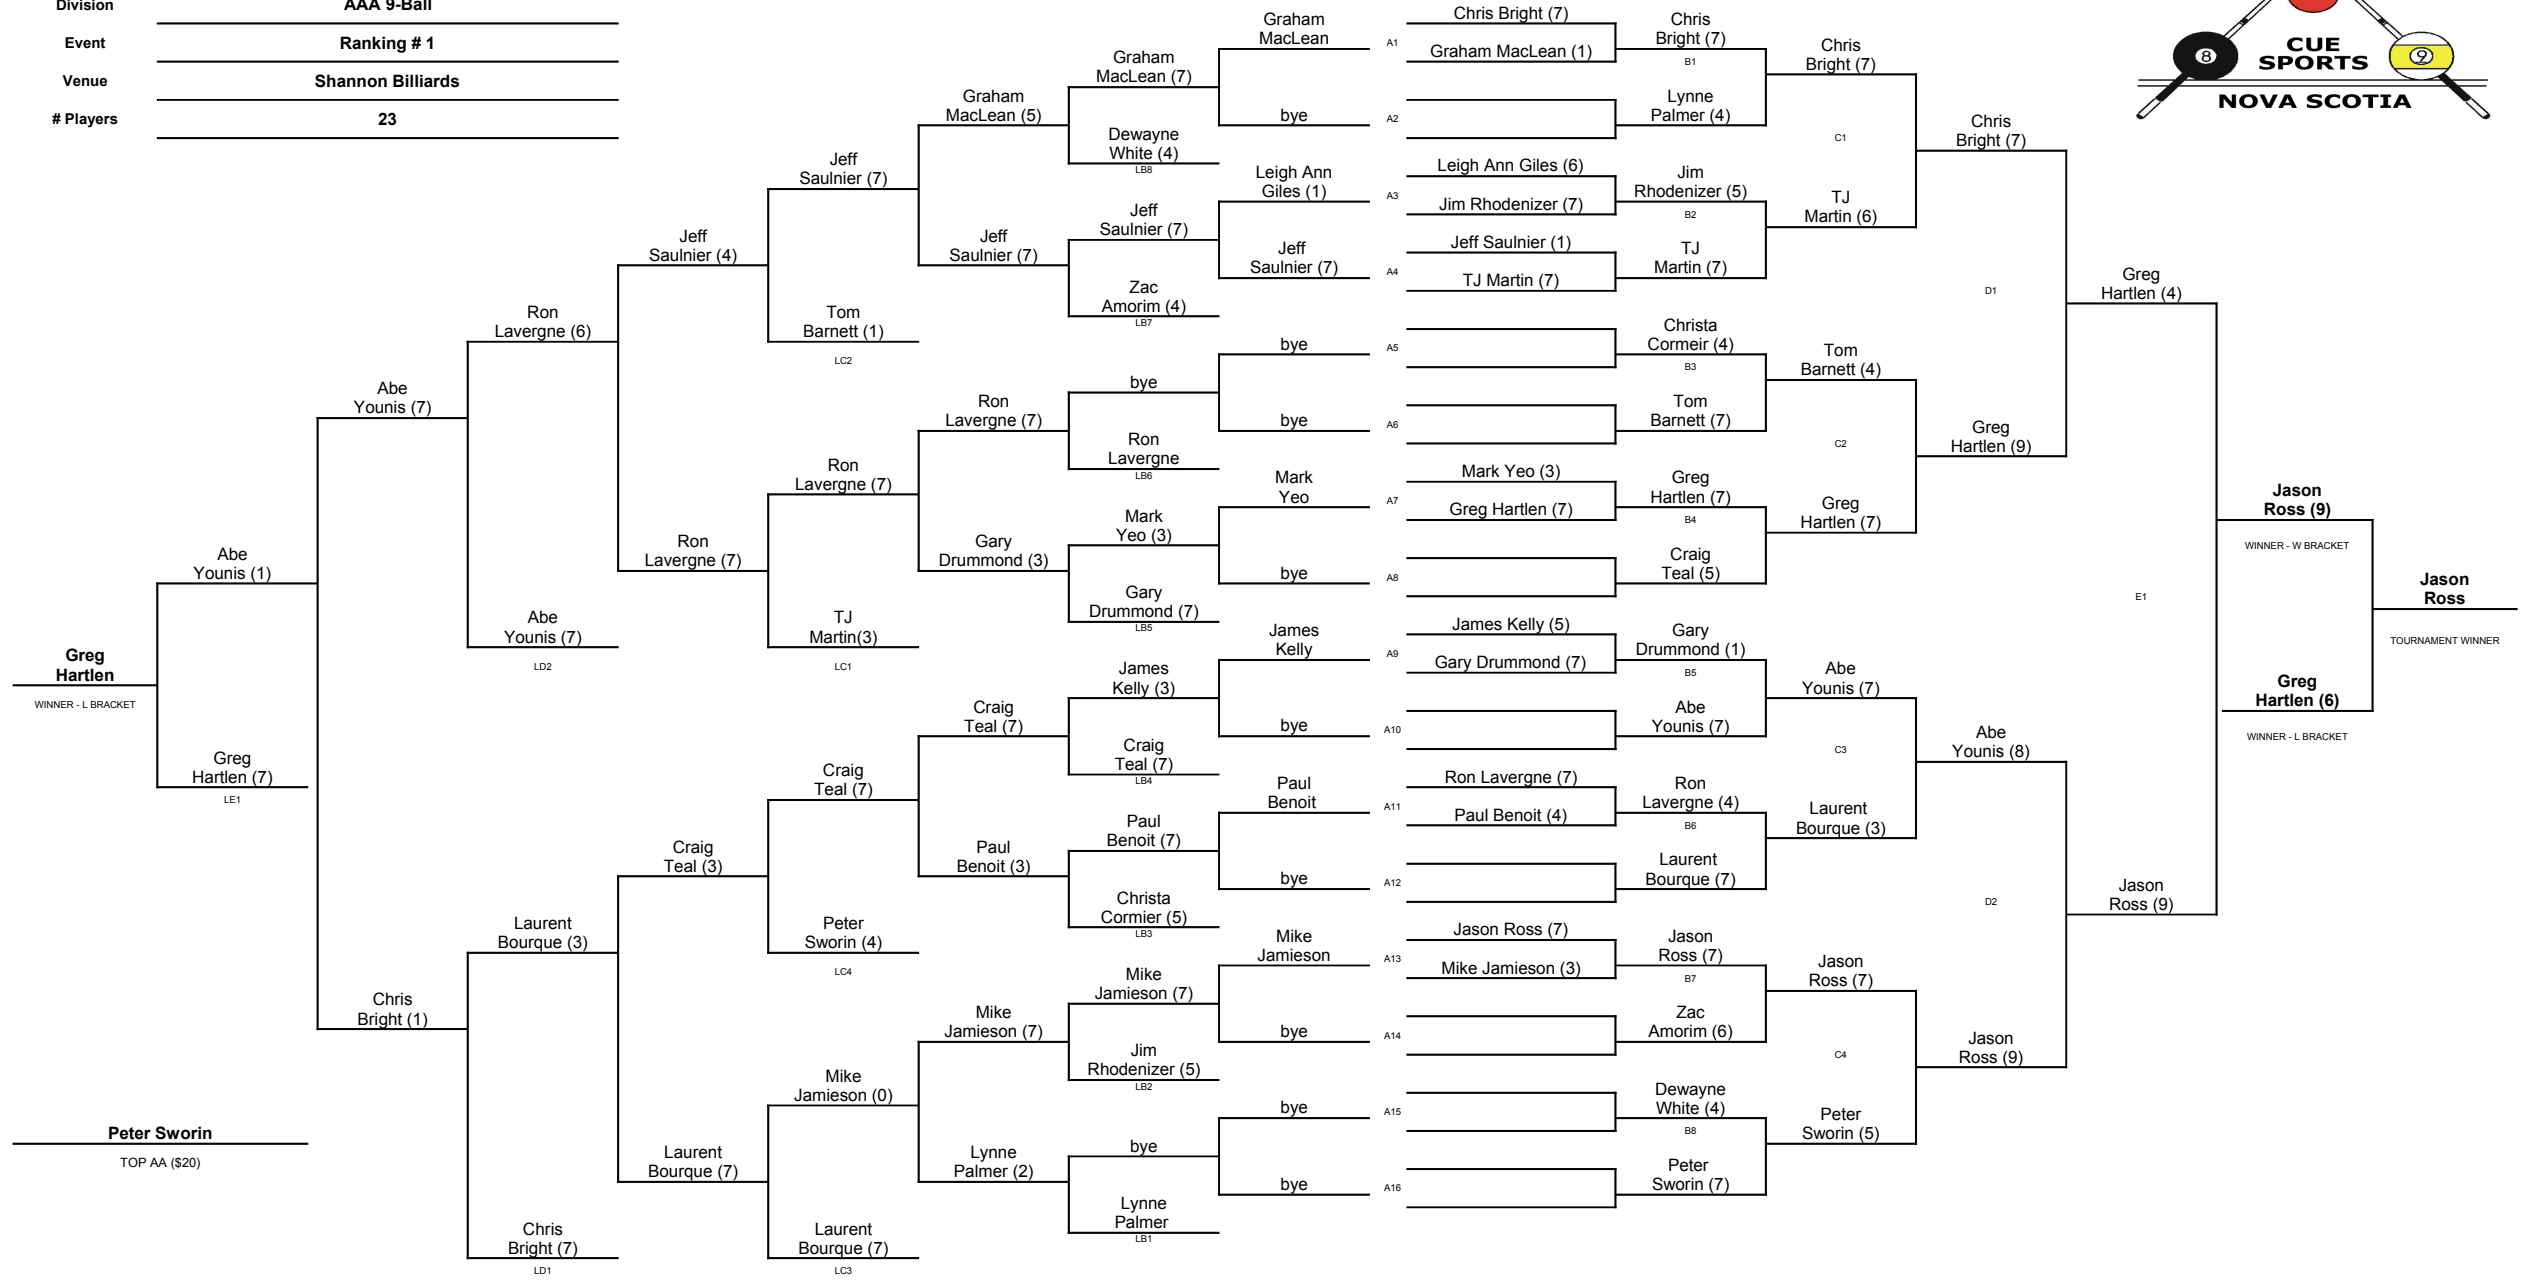 Division AAA 9-Ball
Event Ranking # 1
Venue Shannon Billiards
# Players 23
8
9
CUE
SPORTS
NOVA SCOTIA
Greg
Hartlen
WINNER - L BRACKET
Peter Sworin
TOP AA ($20)
Abe
Younis (1)
Greg
Hartlen (7)
LE1
Abe
Younis (7)
Chris
Bright (1)
Ron
Lavergne (6)
Abe
Younis (7)
LD2
Laurent
Bourque (3)
Chris
Bright (7)
LD1
Jeff
Saulnier (4)
Ron
Lavergne (7)
Craig
Teal (3)
Laurent
Bourque (7)
Jeff
Saulnier (7)
Tom
Barnett (1)
LC2
Ron
Lavergne (7)
TJ
Martin(3)
LC1
Craig
Teal (7)
Peter
Sworin (4)
LC4
Mike
Jamieson (0)
Laurent
Bourque (7)
LC3
Graham
MacLean (5)
Jeff
Saulnier (7)
Ron
Lavergne (7)
Gary
Drummond (3)
Craig
Teal (7)
Paul
Benoit (3)
Mike
Jamieson (7)
Lynne
Palmer (2)
Graham
MacLean (7)
Dewayne
White (4)
LB8
Jeff
Saulnier (7)
Zac
Amorim (4)
LB7
bye
Ron
Lavergne
LB6
Mark
Yeo (3)
Gary
Drummond (7)
LB5
James
Kelly (3)
Craig
Teal (7)
LB4
Paul
Benoit (7)
Christa
Cormier (5)
LB3
Mike
Jamieson (7)
Jim
Rhodenizer (5)
LB2
bye
Lynne
Palmer
LB1
Graham
MacLean
bye
Leigh Ann
Giles (1)
Jeff
Saulnier (7)
bye
bye
Mark
Yeo
bye
James
Kelly
bye
Paul
Benoit
bye
Mike
Jamieson
bye
bye
bye
A1
A2
A3
A4
A5
A6
A7
A8
A9
A10
A11
A12
A13
A14
A15
A16
Chris Bright (7)
Graham MacLean (1)
Leigh Ann Giles (6)
Jim Rhodenizer (7)
Jeff Saulnier (1)
TJ Martin (7)
Mark Yeo (3)
Greg Hartlen (7)
James Kelly (5)
Gary Drummond (7)
Ron Lavergne (7)
Paul Benoit (4)
Jason Ross (7)
Mike Jamieson (3)
Chris
Bright (7)
B1
Lynne
Palmer (4)
Jim
Rhodenizer (5)
B2
TJ
Martin (7)
Christa
Cormeir (4)
B3
Tom
Barnett (7)
Greg
Hartlen (7)
B4
Craig
Teal (5)
Gary
Drummond (1)
B5
Abe
Younis (7)
Ron
Lavergne (4)
B6
Laurent
Bourque (7)
Jason
Ross (7)
B7
Zac
Amorim (6)
Dewayne
White (4)
B8
Peter
Sworin (7)
Chris
Bright (7)
C1
TJ
Martin (6)
Tom
Barnett (4)
C2
Greg
Hartlen (7)
Abe
Younis (7)
C3
Laurent
Bourque (3)
Jason
Ross (7)
C4
Peter
Sworin (5)
Chris
Bright (7)
D1
Greg
Hartlen (9)
Abe
Younis (8)
D2
Jason
Ross (9)
Greg
Hartlen (4)
E1
Jason
Ross (9)
Jason
Ross (9)
WINNER - W BRACKET
Greg
Hartlen (6)
WINNER - L BRACKET
Jason
Ross
TOURNAMENT WINNER